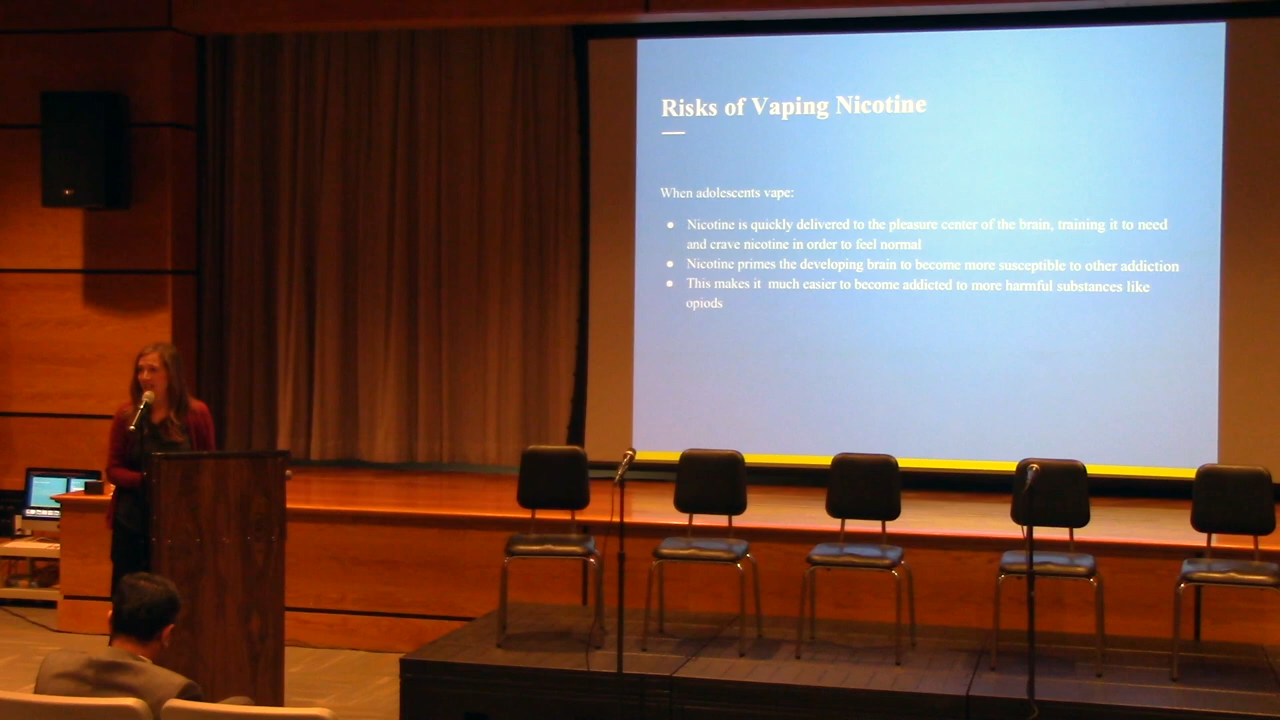 Risks of Vaping Nicotine
When adolescents vape:
● Nicotine is quickly delivered to the pleasure center of the brain, training it to need
and crave nicotine in order to feel normal
● Nicotine primes the developing brain to become more susceptible to other addiction
● This makes it much easier to become addicted to more harmful substances like
opiods